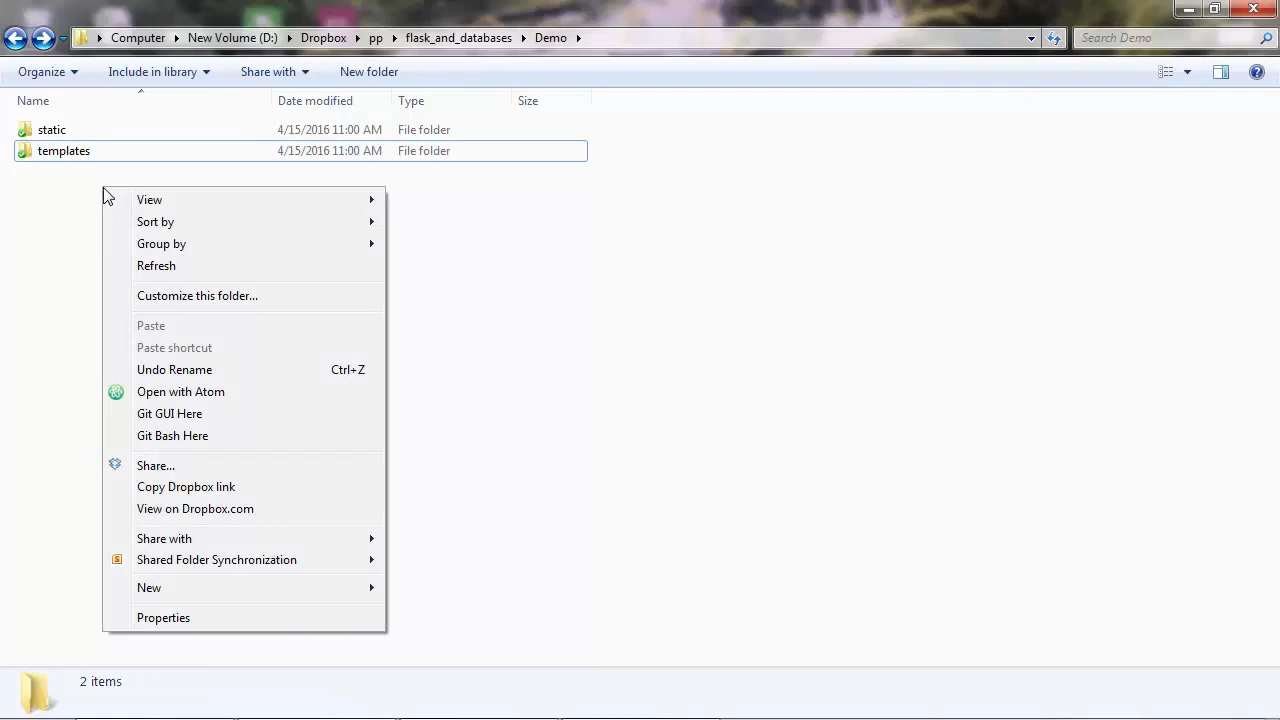 Computer New Volume (D:) Dropbox pp flask_and_databases Demo Search Demo
Organize Include in library Share with New folder
Name Date modified Type Size
static 4/15/2016 11:00 AM File folder
templates 4/15/2016 11:00 AM File folder
View
Sort by
Group by
Refresh
Customize this folder...
Paste
Paste shortcut
Undo Rename Ctrl+Z
Open with Atom
Git GUI Here
Git Bash Here
Share...
Copy Dropbox link
View on Dropbox.com
Share with
Shared Folder Synchronization
New
Properties
2 items